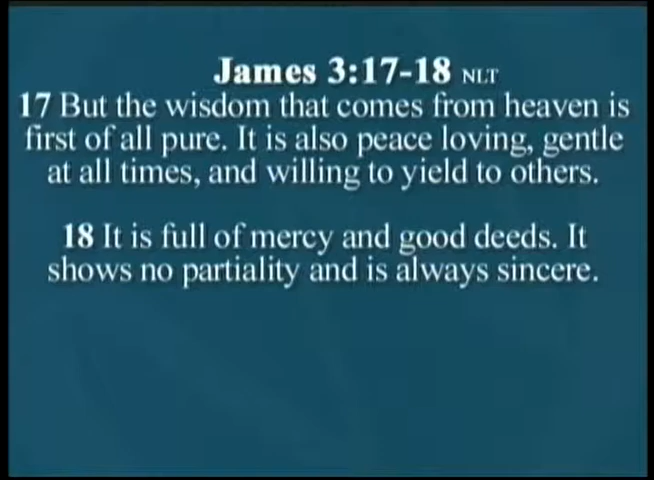 James 3:17-18 NLT
17 But the wisdom that comes from heaven is
first of all pure. It is also peace loving, gentle
at all times, and willing to yield to others.
18 It is full of mercy and good deeds. It
shows no partiality and is always sincere.